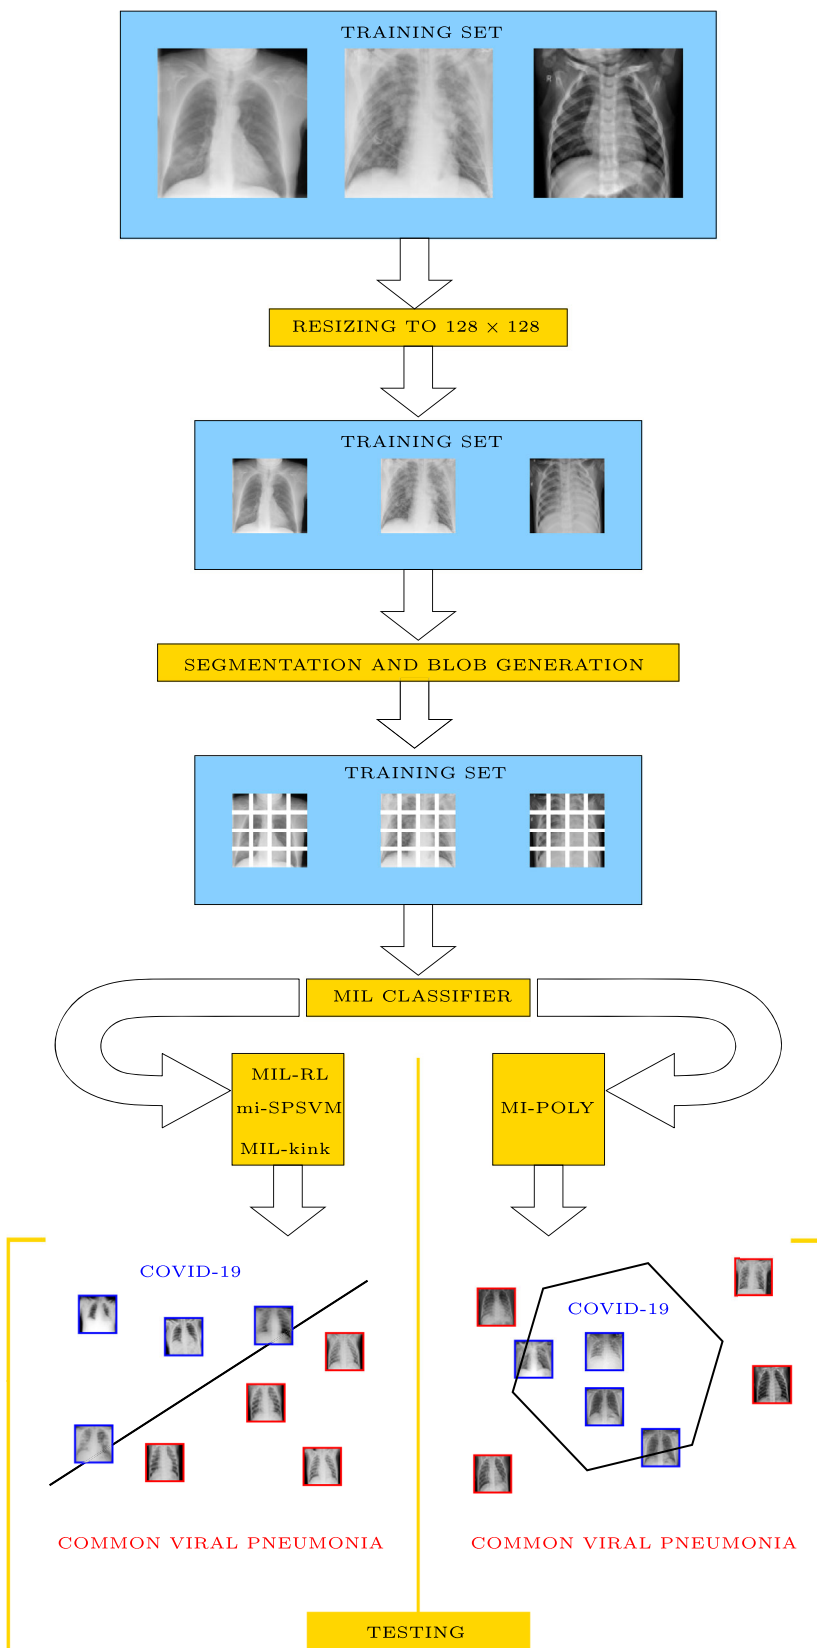 TRAINING SET
RESIZING TO 128 × 128
TRAINING SET
SEGMENTATION AND BLOB GENERATION
TRAINING SET
MIL CLASSIFIER
MIL-RL
mi-SPSVM
MIL-kink
MI-POLY
COVID-19
COMMON VIRAL PNEUMONIA
COVID-19
COMMON VIRAL PNEUMONIA
TESTING